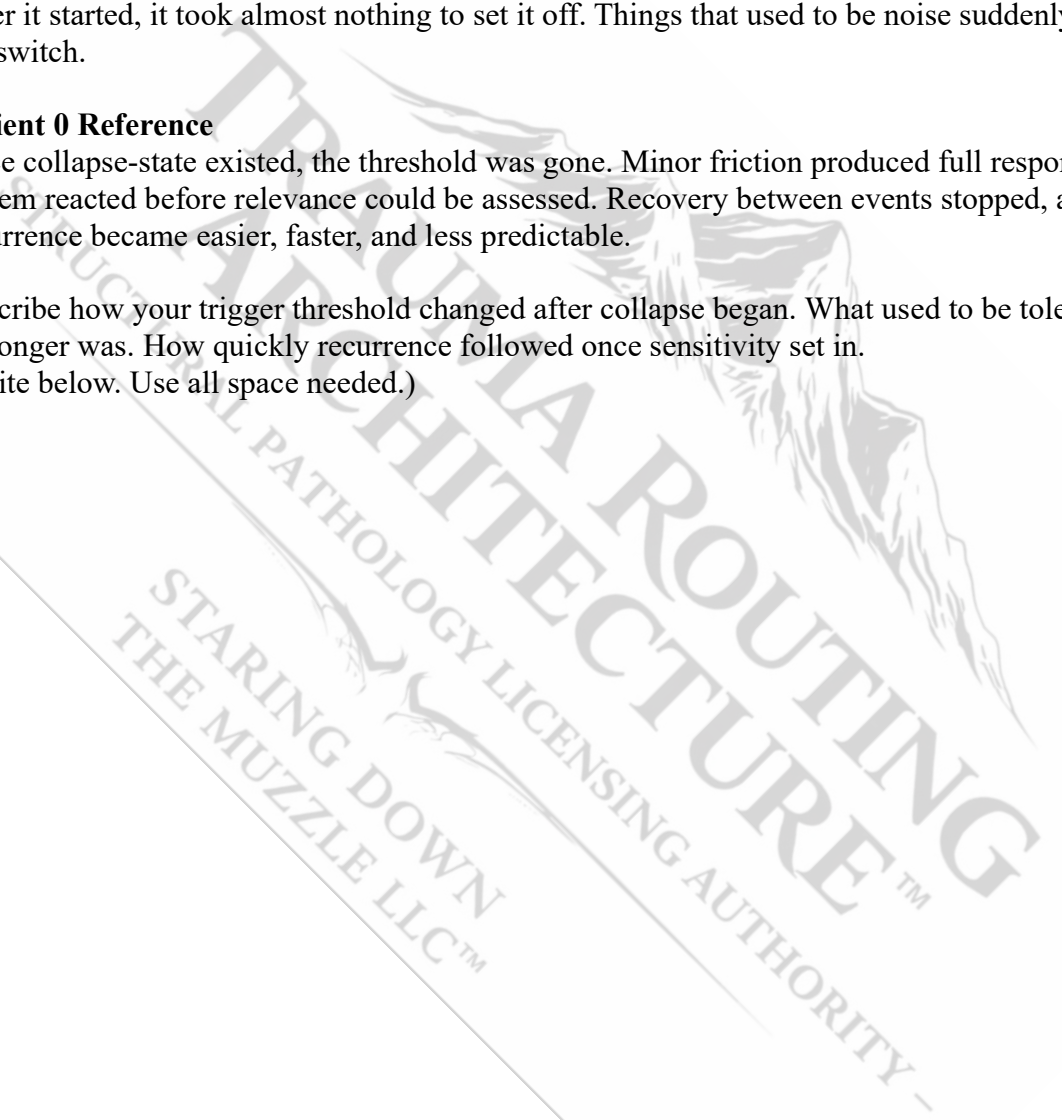 er it started, it took almost nothing to set it off. Things that used to be noise suddenly
switch.
ient 0 Reference
e collapse-state existed, the threshold was gone. Minor friction produced full respo
em reacted before relevance could be assessed. Recovery between events stopped, a
urrence became easier, faster, and less predictable.
cribe how your trigger threshold changed after collapse began. What used to be tole
onger was. How quickly recurrence followed once sensitivity set in.
ite below. Use all space needed.)
TRAUMA ROUTING
ARCHITECTURE™
STRUCTURAL PATHOLOGY LICENSING AUTHORITY –
STARING DOWN
THE MUZZLE LLC™